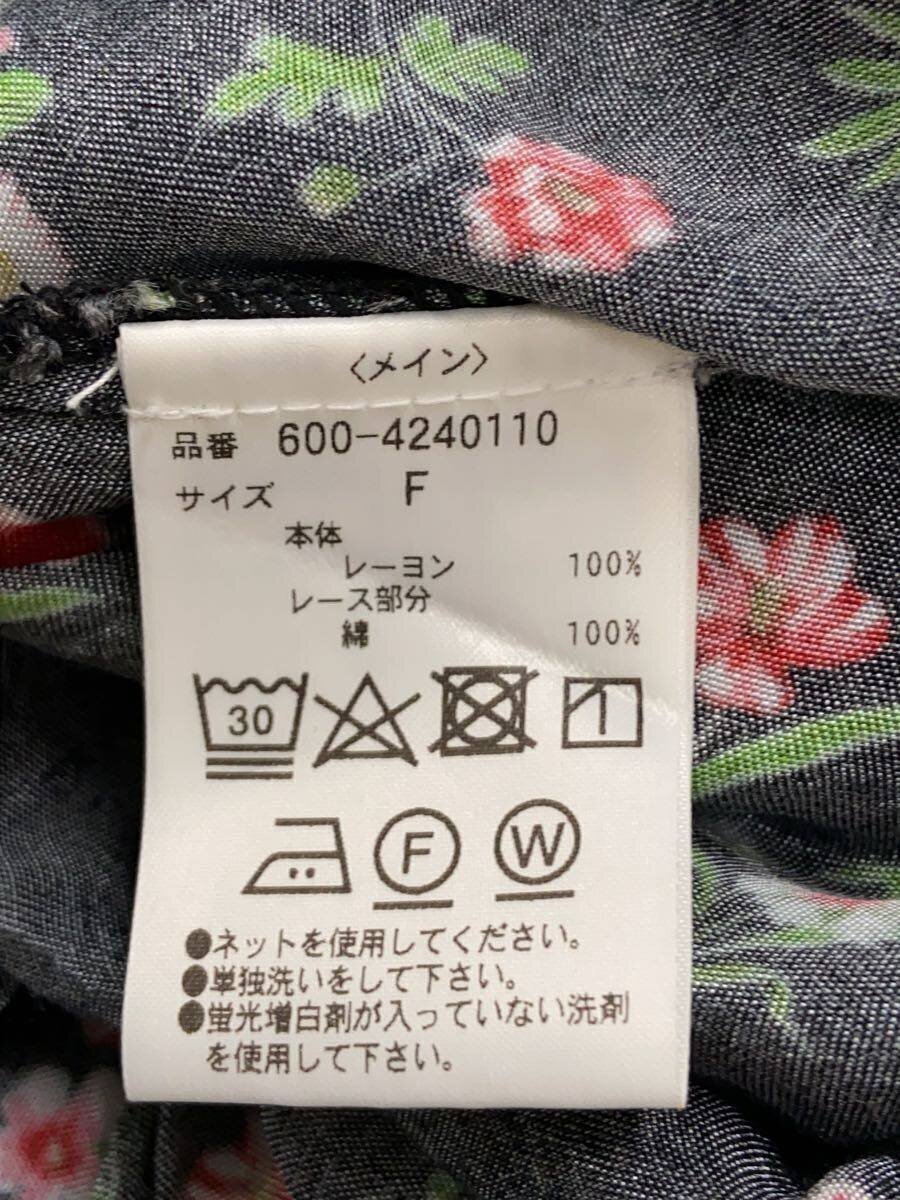 〈メイン〉
品番 600-4240110
サイズ F
本体
レーヨン 100%
レース部分
綿 100%
30
F W
●ネットを使用してください。
●単独洗いをして下さい。
●蛍光増白剤が入っていない洗剤
を使用して下さい。